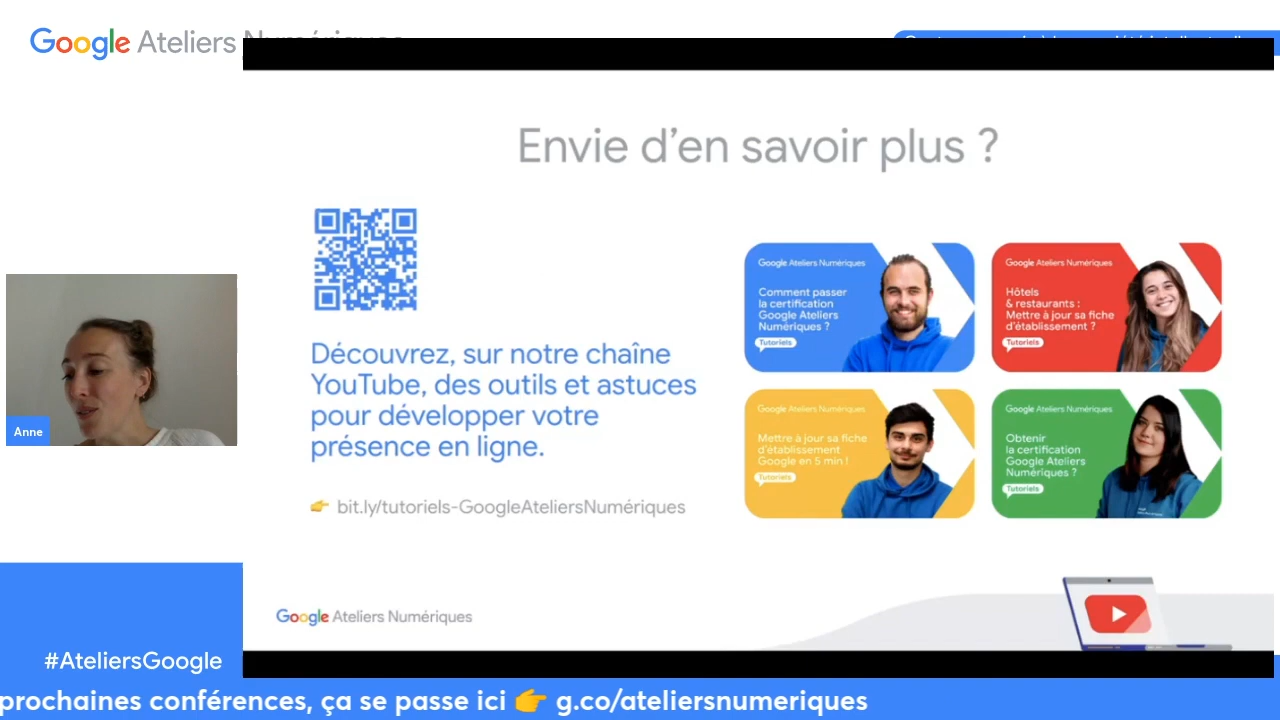 Google Ateliers
Envie d'en savoir plus ?
Découvrez, sur notre chaîne
YouTube, des outils et astuces
pour développer votre
présence en ligne.
👉 bit.ly/tutoriels-GoogleAteliersNumériques
Google Ateliers Numériques
Comment passer
la certification
Google Ateliers
Numériques ?
Tutoriels
Google Ateliers Numériques
Hôtels
& restaurants :
Mettre à jour sa fiche
d'établissement ?
Tutoriels
Google Ateliers Numériques
Mettre à jour sa fiche
d'établissement
Google en 5 min !
Tutoriels
Google Ateliers Numériques
Obtenir
la certification
Google Ateliers
Numériques ?
Tutoriels
Anne
Google Ateliers Numériques
#AteliersGoogle
prochaines conférences, ça se passe ici 👉 g.co/ateliersnumeriques